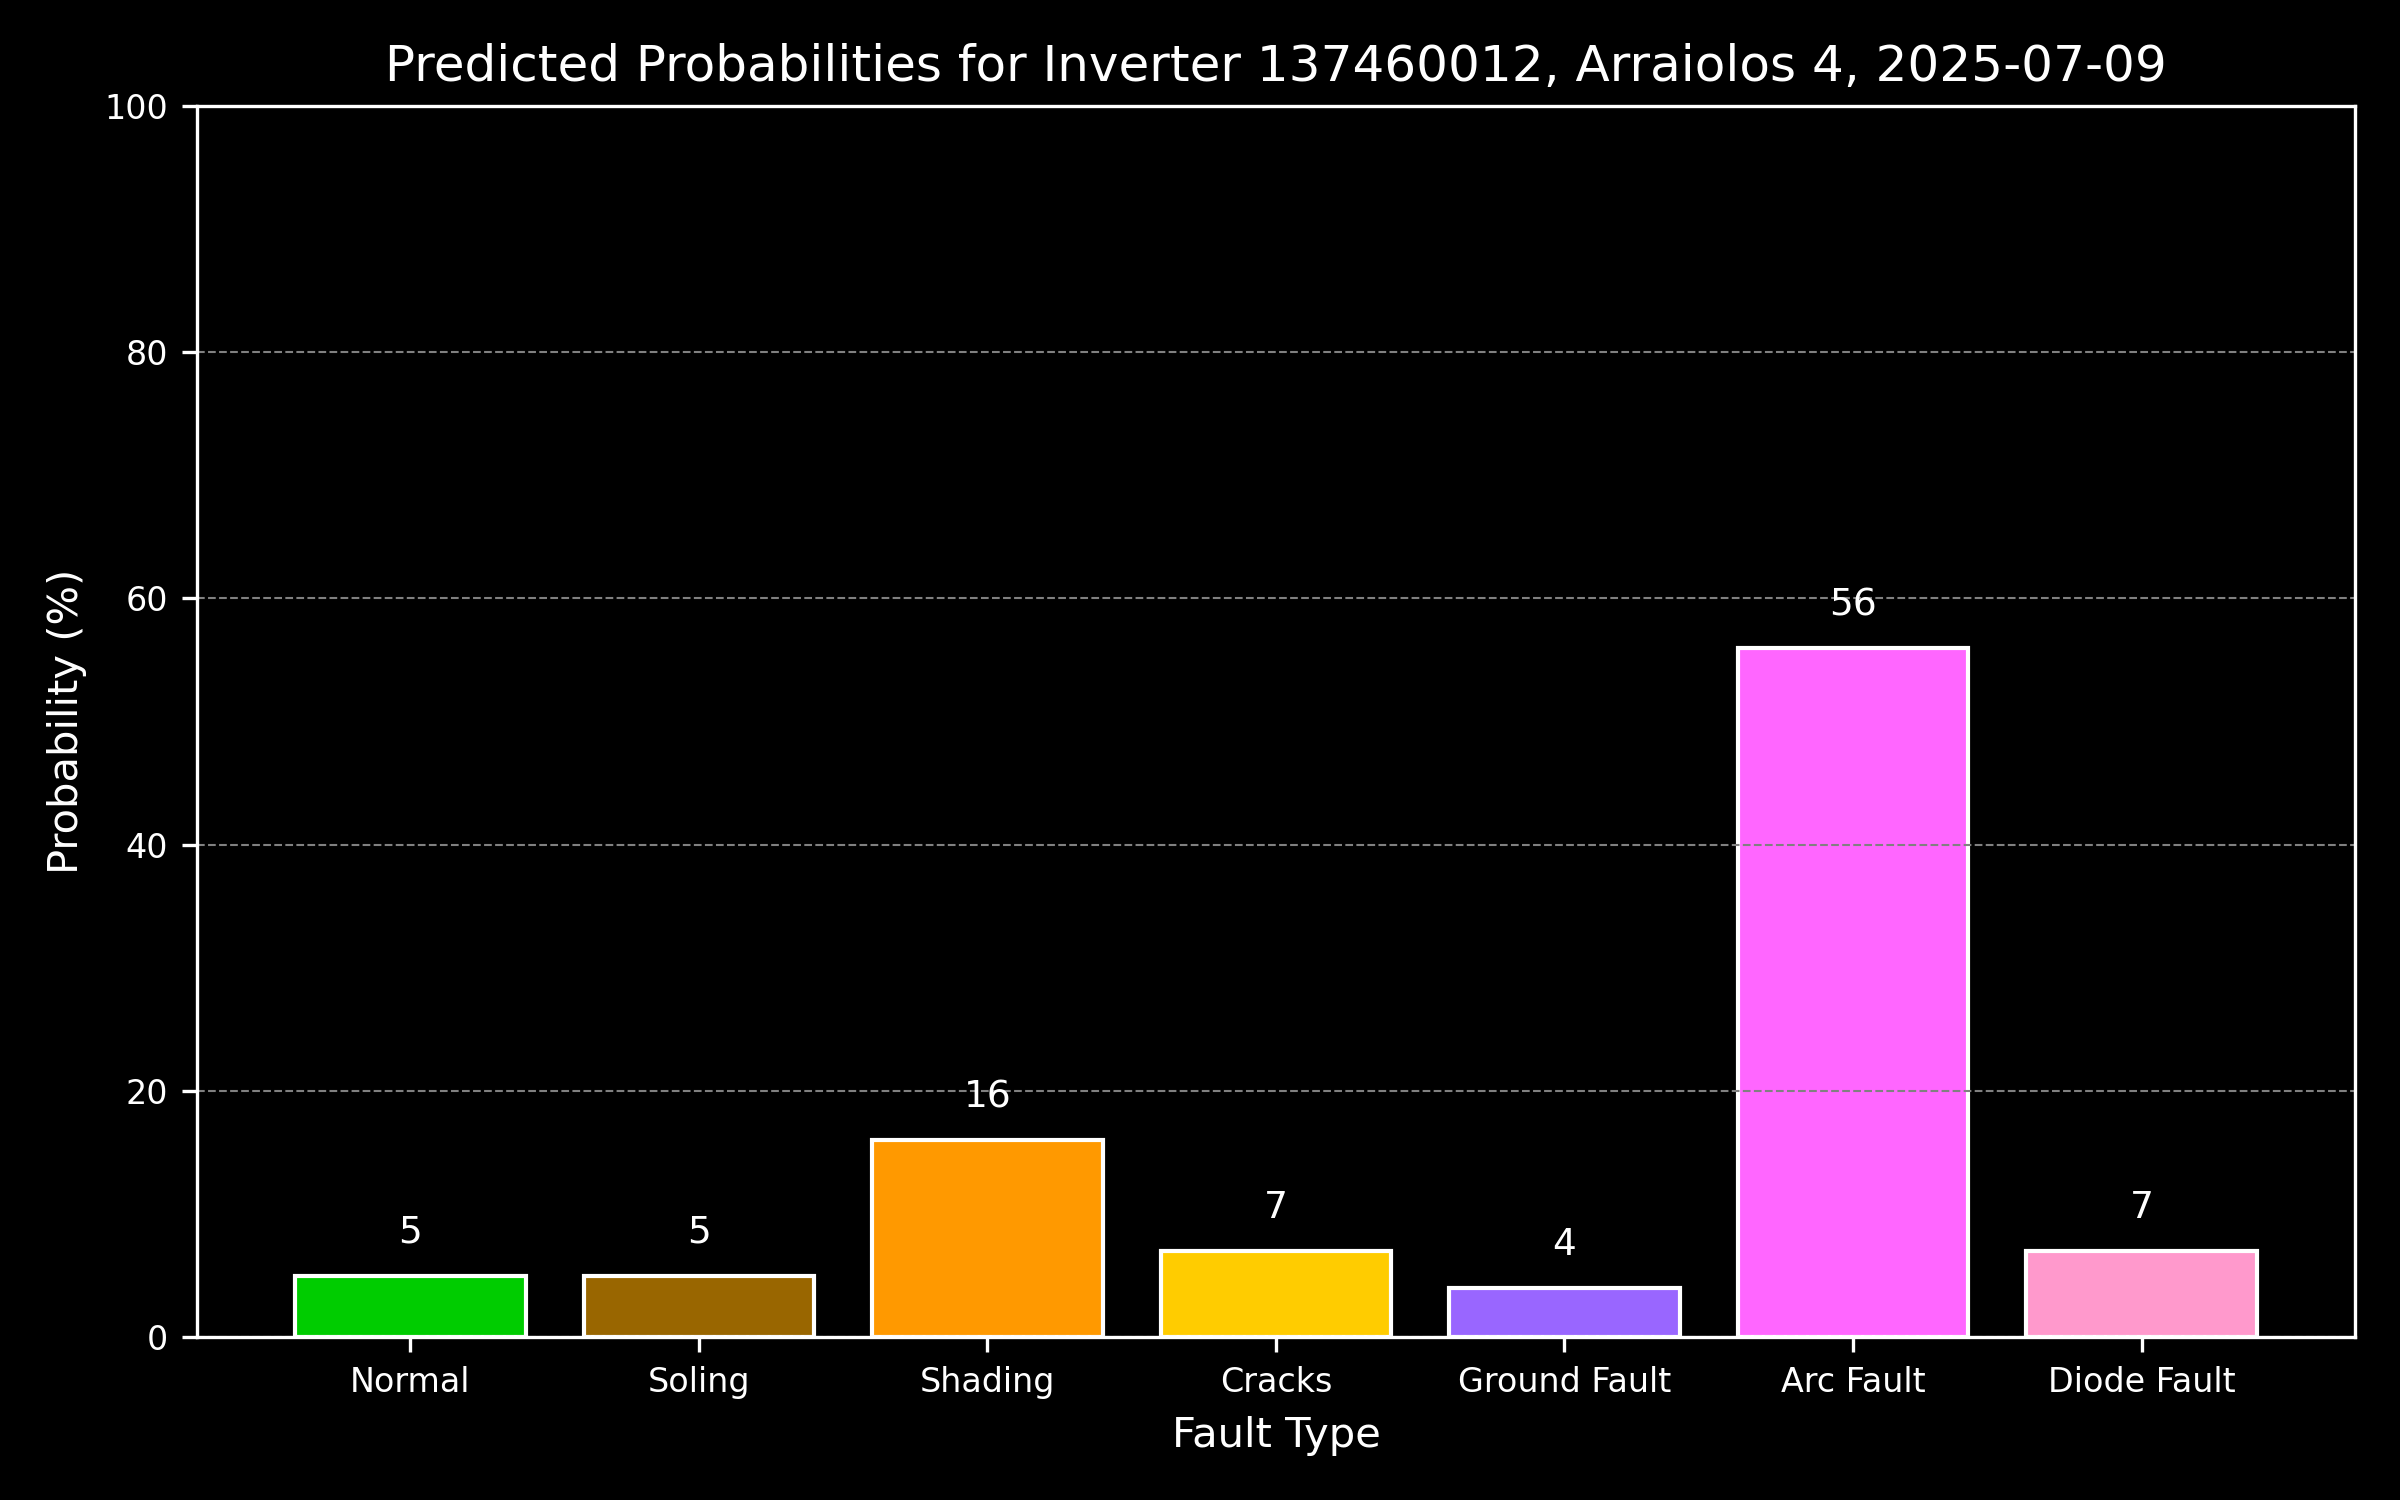 Predicted Probabilities for Inverter 137460012, Arraiolos 4, 2025-07-09
100
80
60
40
20
0
Probability (%)
5
5
16
7
4
56
7
Normal
Soling
Shading
Cracks
Ground Fault
Arc Fault
Diode Fault
Fault Type